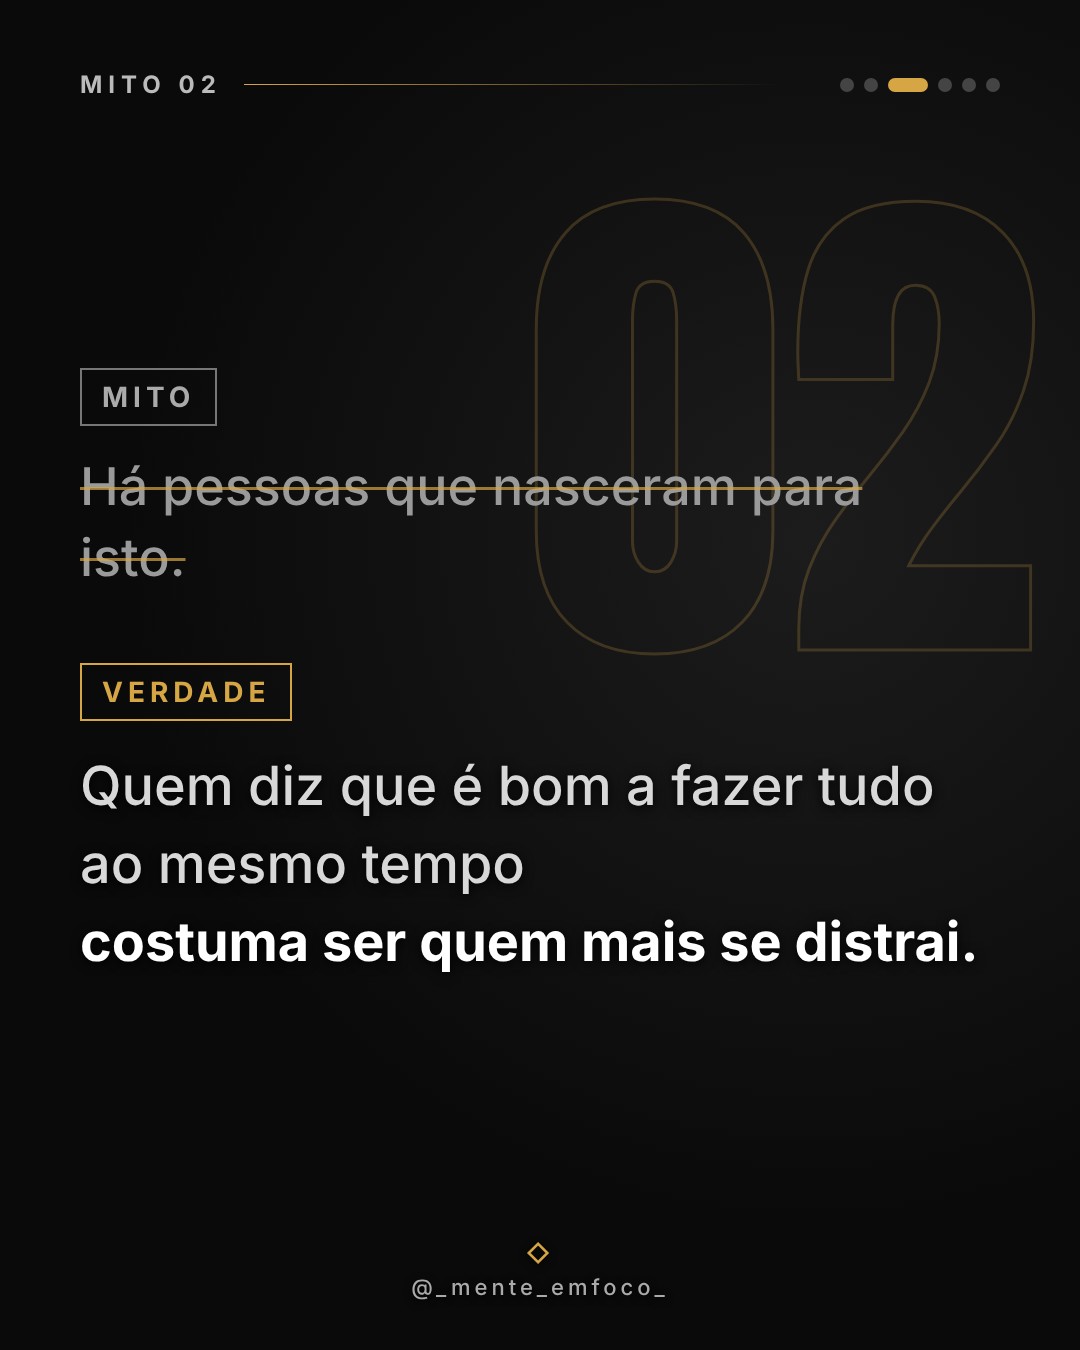 MITO 02
02
MITO
Há pessoas que nasceram para
isto.
VERDADE
Quem diz que é bom a fazer tudo
ao mesmo tempo
costuma ser quem mais se distrai.
@_mente_emfoco_